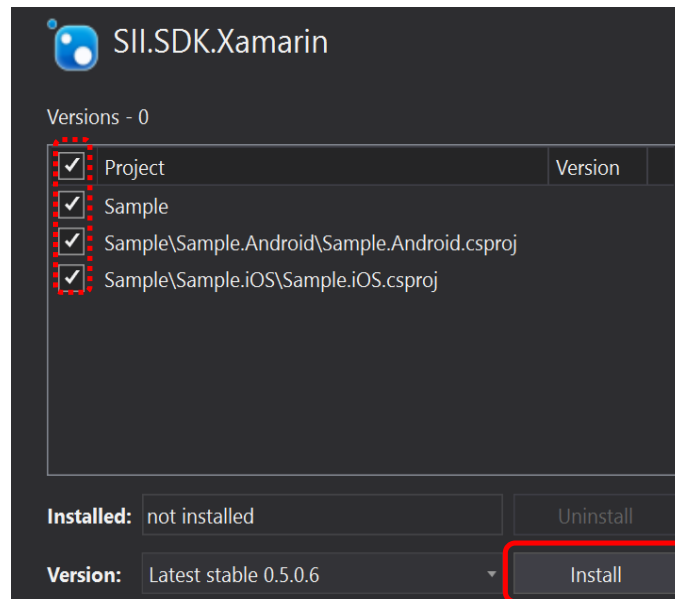 SII.SDK.Xamarin
Versions - 0
Project Version
Sample
Sample\Sample.Android\Sample.Android.csproj
Sample\Sample.iOS\Sample.iOS.csproj
Installed: not installed Uninstall
Version: Latest stable 0.5.0.6 Install